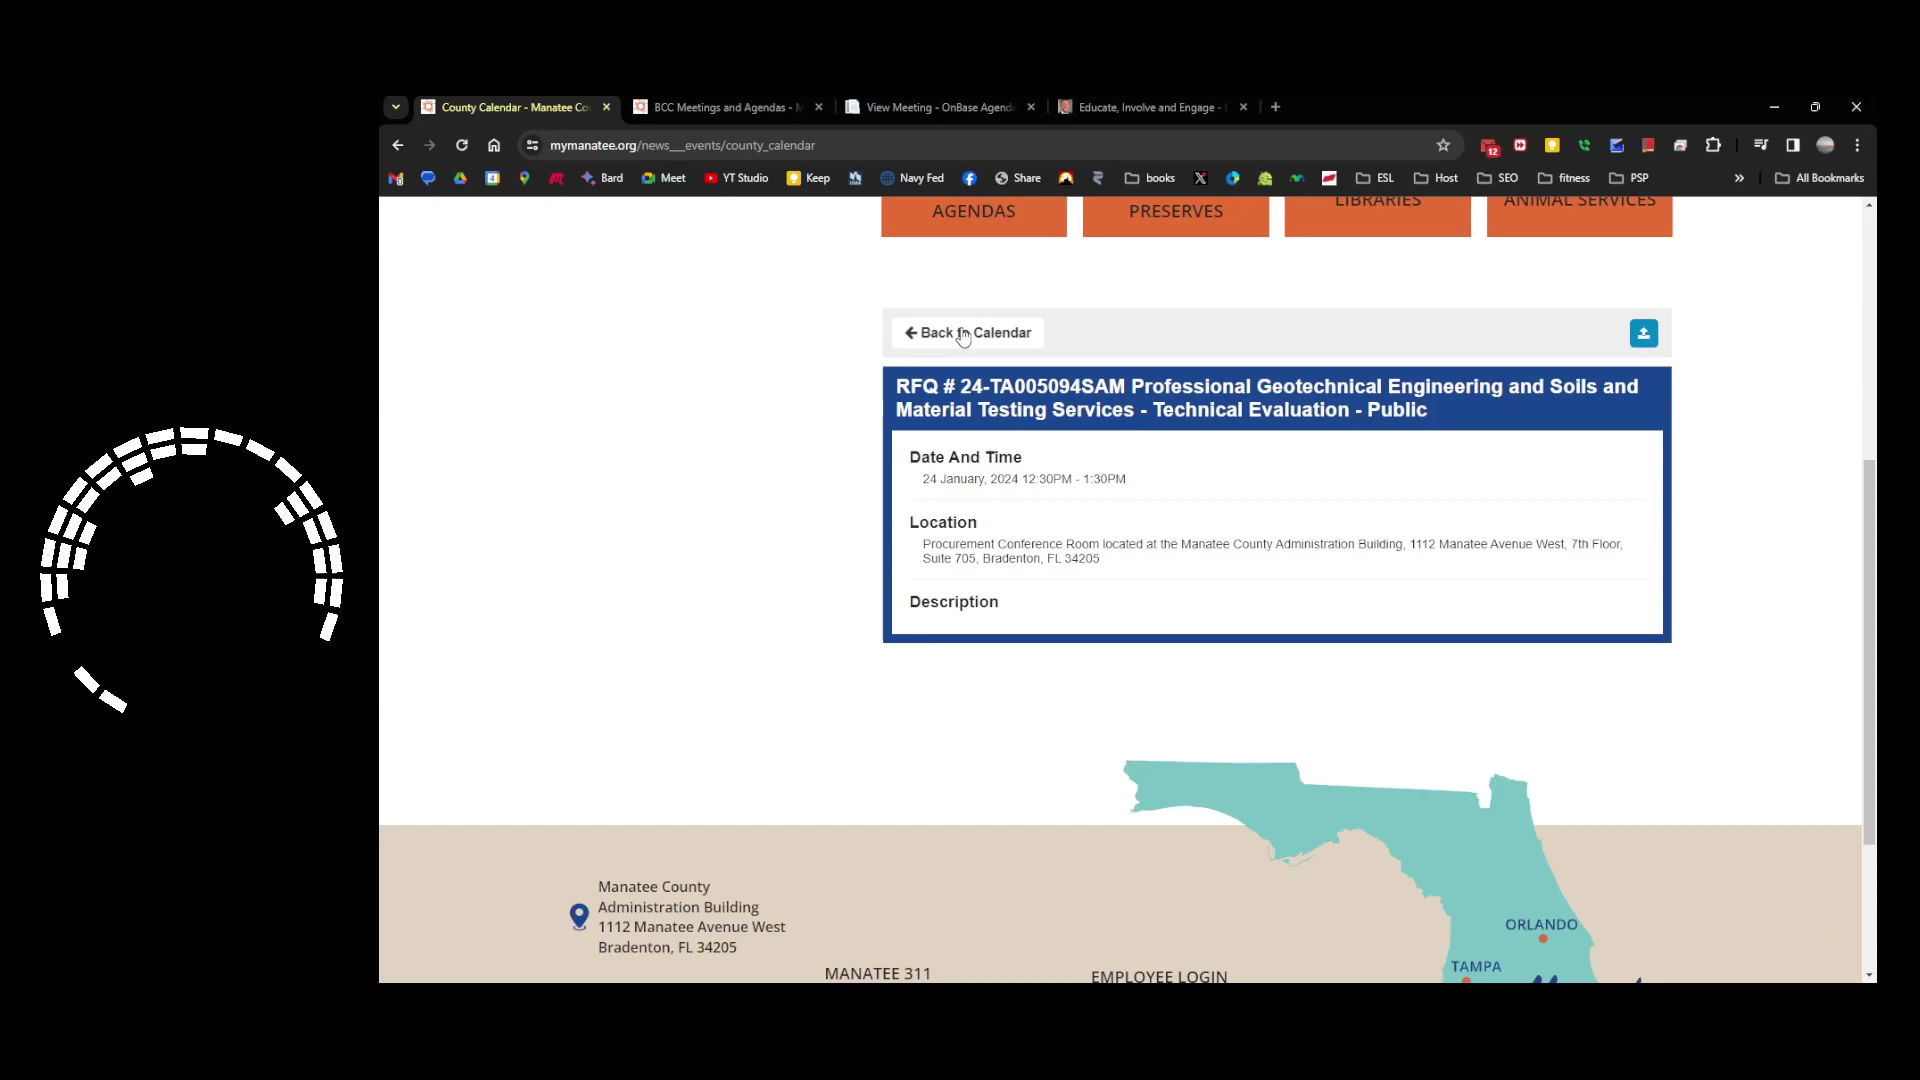 County Calendar - Manatee Co
BCC Meetings and Agendas - M
View Meeting - OnBase Agend
Educate, Involve and Engage -
mymanatee.org/news__events/county_calendar
12
4
Bard
Meet
YT Studio
Keep
Navy Fed
Share
books
ESL
Host
SEO
fitness
PSP
All Bookmarks
AGENDAS
PRESERVES
LIBRARIES
ANIMAL SERVICES
Back to Calendar
RFQ # 24-TA005094SAM Professional Geotechnical Engineering and Soils and
Material Testing Services - Technical Evaluation - Public
Date And Time
24 January, 2024 12:30PM - 1:30PM
Location
Procurement Conference Room located at the Manatee County Administration Building, 1112 Manatee Avenue West, 7th Floor,
Suite 705, Bradenton, FL 34205
Description
Manatee County
Administration Building
1112 Manatee Avenue West
Bradenton, FL 34205
MANATEE 311
EMPLOYEE LOGIN
ORLANDO
TAMPA